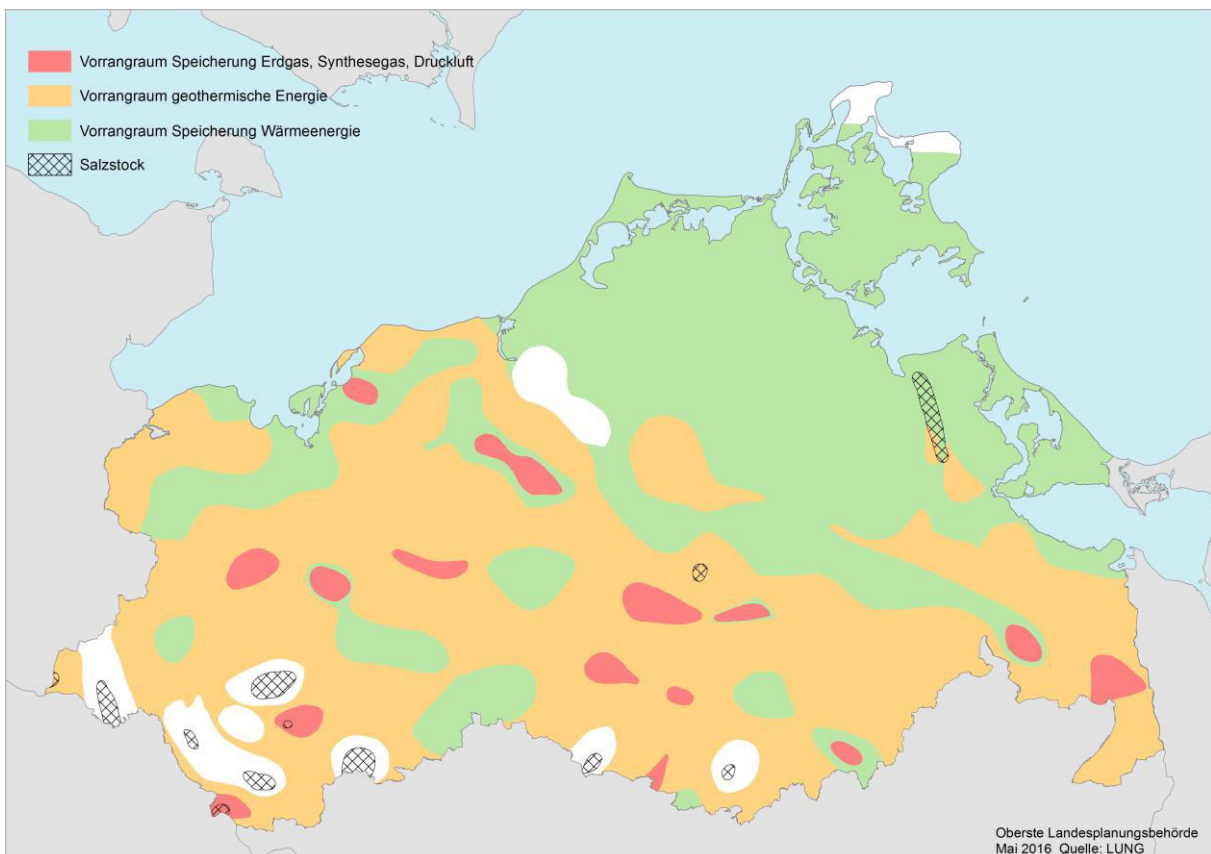 Vorrangraum Speicherung Erdgas, Synthesegas, Druckluft
Vorrangraum geothermische Energie
Vorrangraum Speicherung Wärmeenergie
Salzstock
Oberste Landesplanungsbehörde
Mai 2016 Quelle: LUNG